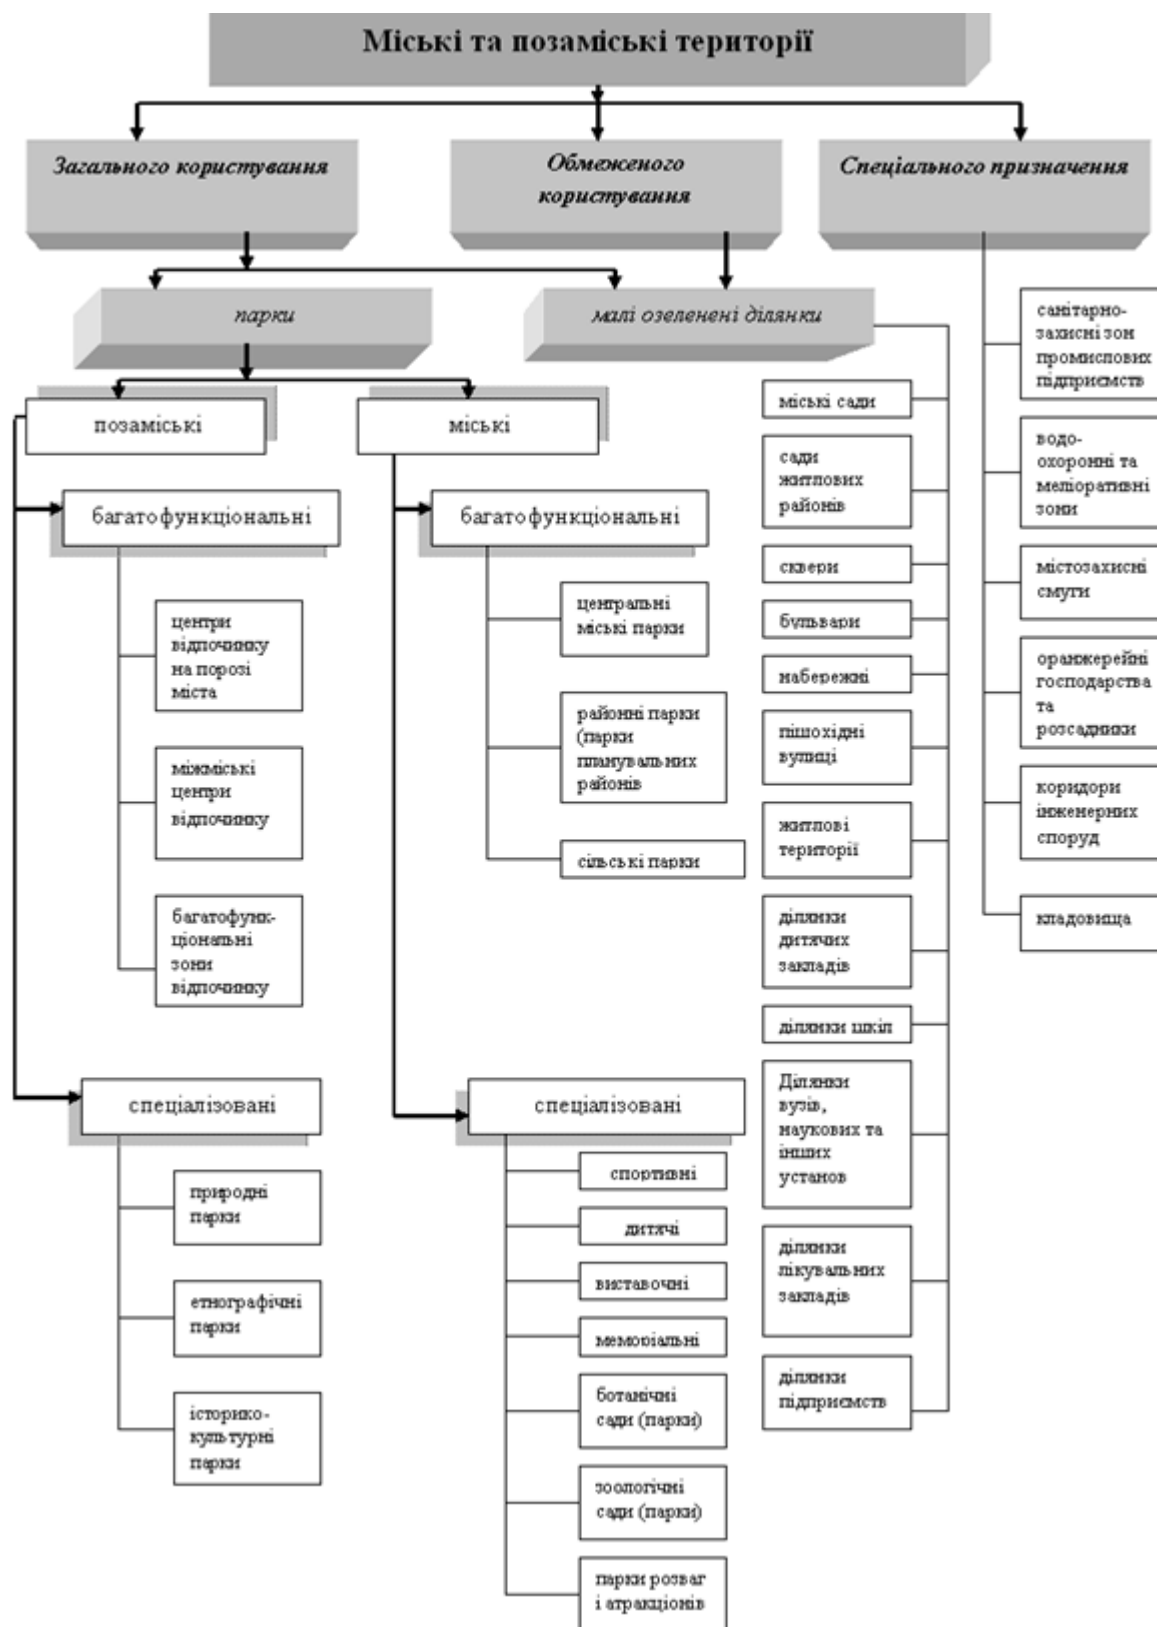 Міські та позаміські території
Загального користування
Обмеженого
користування
Спеціального призначення
парки
малі озеленені ділянки
позаміські
міські
багатофункціональні
центри
відпочинку
на порозі
міста
міжміські
центри
відпочинку
багатофунк-
ціональні
зони
відпочинку
спеціалізовані
природні
парки
етнографічні
парки
історико-
культурні
парки
багатофункціональні
центральні
міські парки
районні парки
(парки
планувальних
районів
сільські парки
спеціалізовані
спортивні
дитячі
виставочні
меморіальні
ботанічні
сади (парки)
зоологічні
сади (парки)
парки розваг
і атракціонів
міські сади
сади
житлових
районів
сквери
бульвари
набережні
пішохідні
вулиці
житлові
території
ділянки
дитячих
закладів
ділянки шкіл
Ділянки
вузів,
наукових та
інших
установ
ділянки
лікувальних
закладів
ділянки
підприємств
санітарно-
захисні зон
промислових
підприємств
водо-
охоронні та
меліоративні
зони
містозахисні
смуги
оранжерейні
господарства
та
розсадники
коридори
інженерних
споруд
кладовища